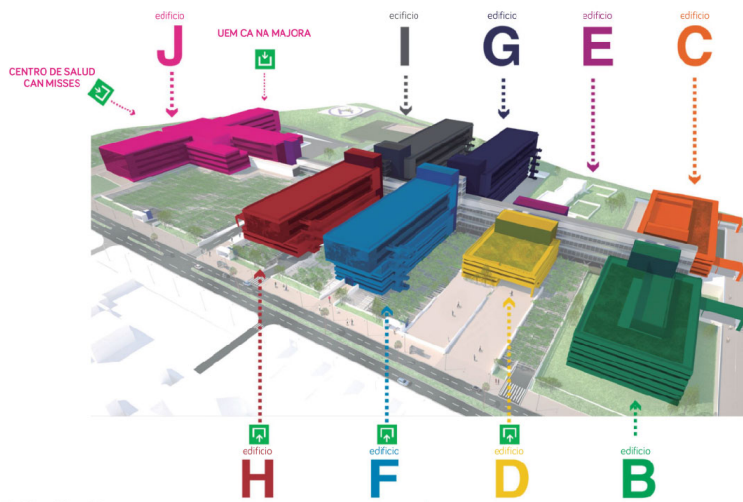 edificio
J
UEM CA NA MAJORA
CENTRO DE SALUD
CAN MISSES
edificio
I
edificio
G
edificio
E
edificio
C
edificio
H
edificio
F
edificio
D
edificio
B